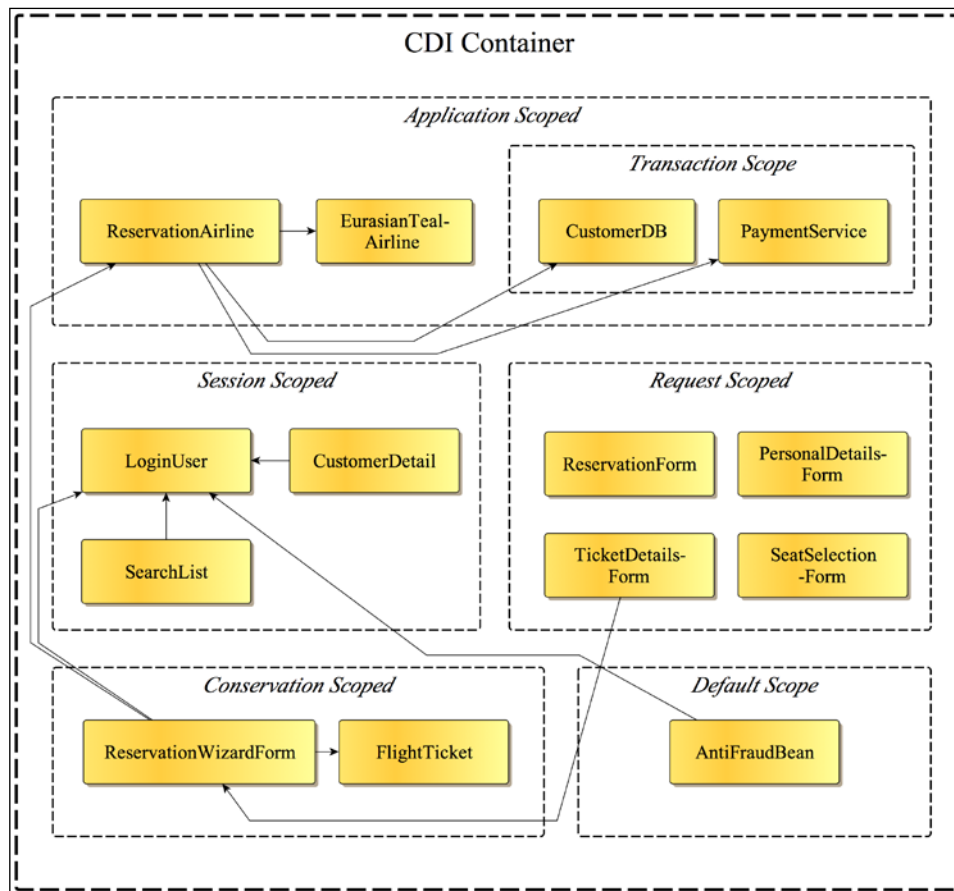 CDI Container
Application Scoped
Transaction Scope
ReservationAirline
EurasianTeal-
Airline
CustomerDB
PaymentService
Session Scoped
Request Scoped
LoginUser
CustomerDetail
ReservationForm
PersonalDetails-
Form
SearchList
TicketDetails-
Form
SeatSelection
-Form
Conservation Scoped
Default Scope
ReservationWizardForm
FlightTicket
AntiFraudBean